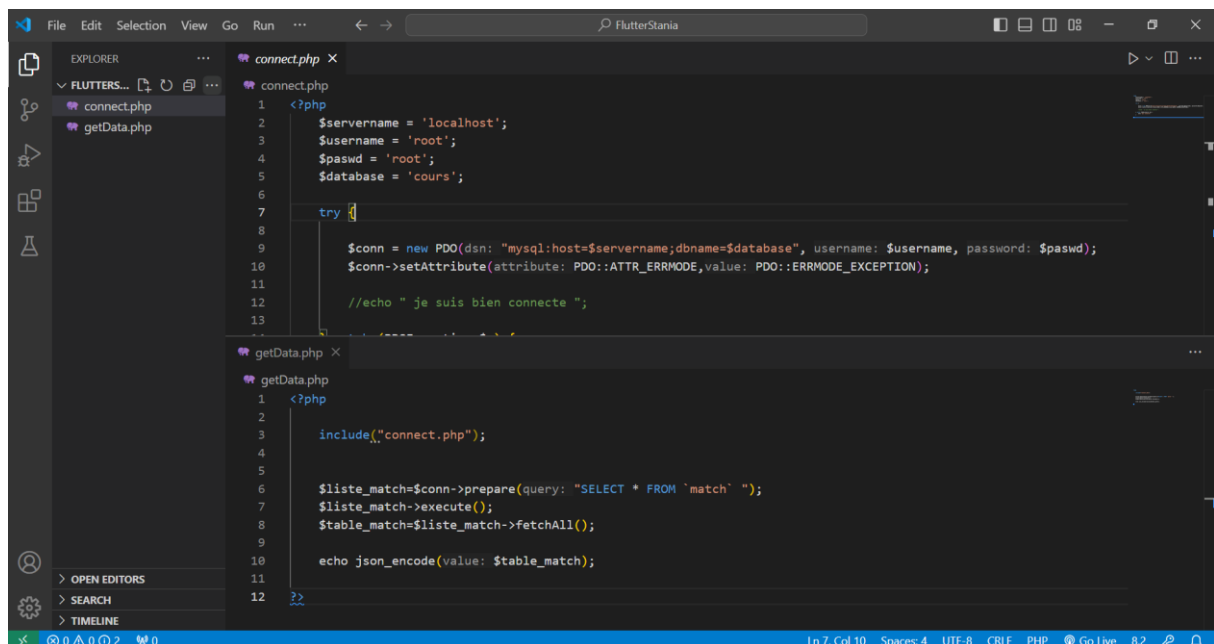 File Edit Selection View Go Run ··· FlutterStania
EXPLORER ···
FLUTTERS... ···
connect.php
getData.php
OPEN EDITORS
SEARCH
TIMELINE
connect.php ···
connect.php
1 <?php
2 $servername = 'localhost';
3 $username = 'root';
4 $paswd = 'root';
5 $database = 'cours';
6
7 try {
8
9 $conn = new PDO(dsn: "mysql:host=$servername;dbname=$database", username: $username, password: $paswd);
10 $conn->setAttribute(attribute: PDO::ATTR_ERRMODE,value: PDO::ERRMODE_EXCEPTION);
11
12 //echo " je suis bien connecte ";
13
getData.php ···
getData.php
1 <?php
2
3 include("connect.php");
4
5
6 $liste_match=$conn->prepare(query: "SELECT * FROM `match` ");
7 $liste_match->execute();
8 $table_match=$liste_match->fetchAll();
9
10 echo json_encode(value: $table_match);
11
12 ?>
0 0 2 0 Ln 7, Col 10 Spaces: 4 UTF-8 CRLF PHP Go Live 8.2